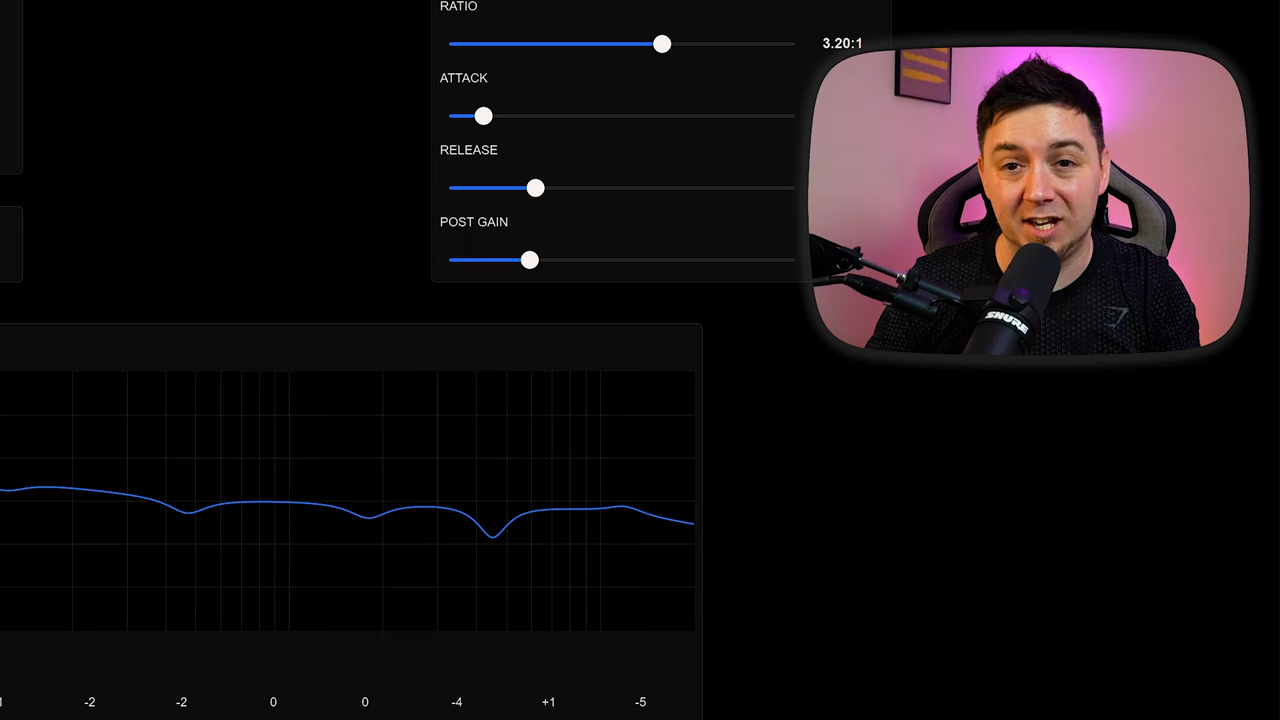 RATIO
3.20:1
ATTACK
RELEASE
POST GAIN
SHURE
-2
-2
0
0
-4
+1
-5